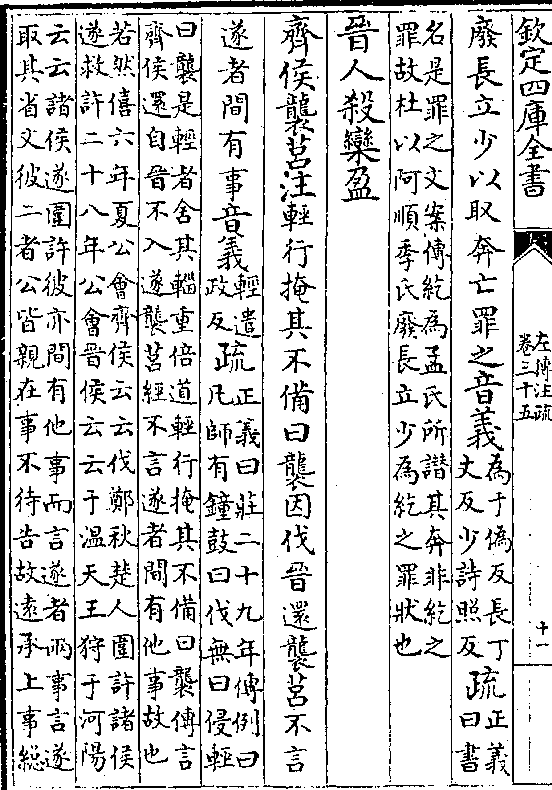 欽定四庫全書
左傳注疏
卷三十五
十一
廢長立少以取奔亡罪之音義為于偽反長丁
丈反少詩照反疏正義
曰書
名是罪之文案傳紇為孟氏所譖其奔非紇之
罪故杜以阿順季氏廢長立少為紇之罪狀也
晉人殺欒盈
齊侯襲莒注輕行掩其不備曰襲因伐晉還襲莒不言
遂者間有事音義輕遣
政反疏正義曰莊二十九年傳例曰
凡師有鐘鼓曰伐無曰侵輕
曰襲是輕者舍其輜重倍道輕行掩其不備曰襲傳言
齊侯還自晉不入遂襲莒經不言遂者間有他事故也
若然僖六年夏公會齊侯云云伐鄭秋楚人圍許諸侯
遂救許二十八年公會晉侯云云于溫天王狩于河陽
云云諸侯遂圍許彼亦間有他事而言遂者兩事言遂
取其省文彼二者公皆親在事不待告故遠承上事総